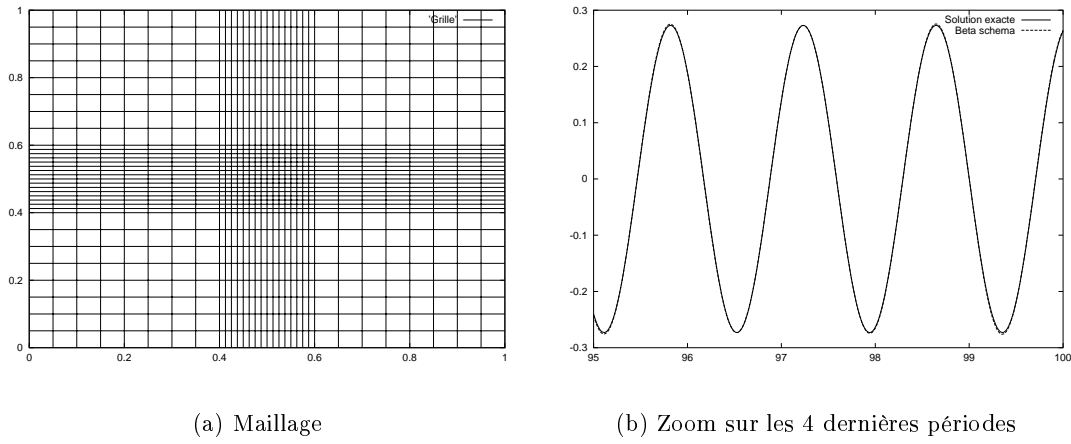 1
0.8
0.6
0.4
0.2
0
0 0.2 0.4 0.6 0.8 1
'Grille'
(a) Maillage
0.3
0.2
0.1
0
-0.1
-0.2
-0.3
95 96 97 98 99 100
Solution exacte
Beta schema
(b) Zoom sur les 4 dernières périodes